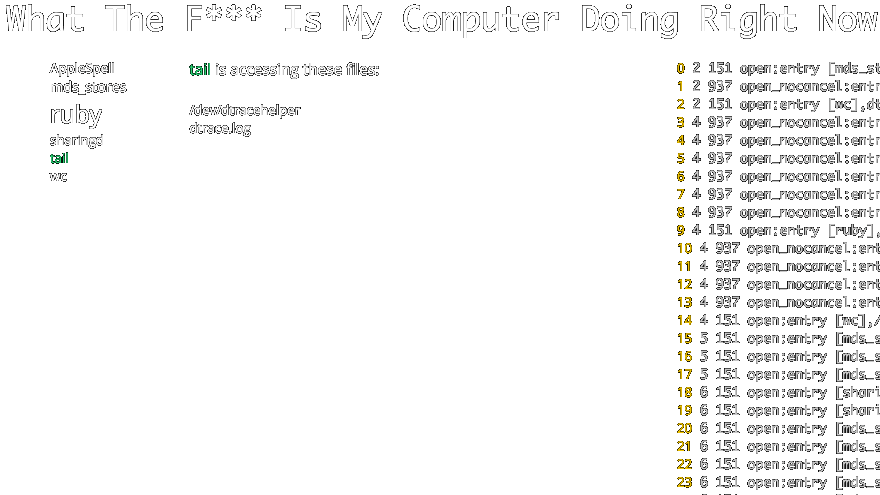 What The F*** Is My Computer Doing Right Now
AppleSpell
mds_stores
ruby
sharingd
tail
wc
tail is accessing these files:
/dev/dtracehelper
dtrace.log
0 2 151 open:entry [mds_st
1 2 937 open_nocancel:entr
2 2 151 open:entry [wc],dt
3 4 937 open_nocancel:entr
4 4 937 open_nocancel:entr
5 4 937 open_nocancel:entr
6 4 937 open_nocancel:entr
7 4 937 open_nocancel:entr
8 4 937 open_nocancel:entr
9 4 151 open:entry [ruby],
10 4 937 open_nocancel:ent
11 4 937 open_nocancel:ent
12 4 937 open_nocancel:ent
13 4 937 open_nocancel:ent
14 4 151 open:entry [wc],/
15 5 151 open:entry [mds_s
16 5 151 open:entry [mds_s
17 5 151 open:entry [mds_s
18 6 151 open:entry [shari
19 6 151 open:entry [shari
20 6 151 open:entry [mds_s
21 6 151 open:entry [mds_s
22 6 151 open:entry [mds_s
23 6 151 open:entry [mds_s